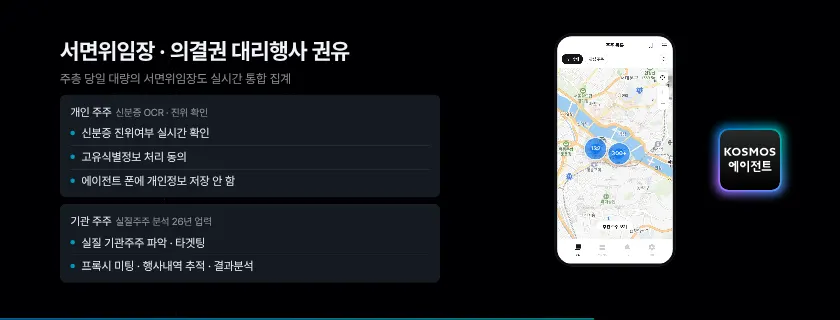 서면위임장 · 의결권 대리행사 권유
주총 당일 대량의 서면위임장도 실시간 통합 집계
개인 주주 신분증 OCR · 진위 확인
신분증 진위여부 실시간 확인
고유식별정보 처리 동의
에이전트 폰에 개인정보 저장 안 함
기관 주주 실질주주 분석 26년 업력
실질 기관주주 파악 · 타겟팅
프록시 미팅 · 행사내역 추적 · 결과분석
132
300+
KOSMOS
에이전트